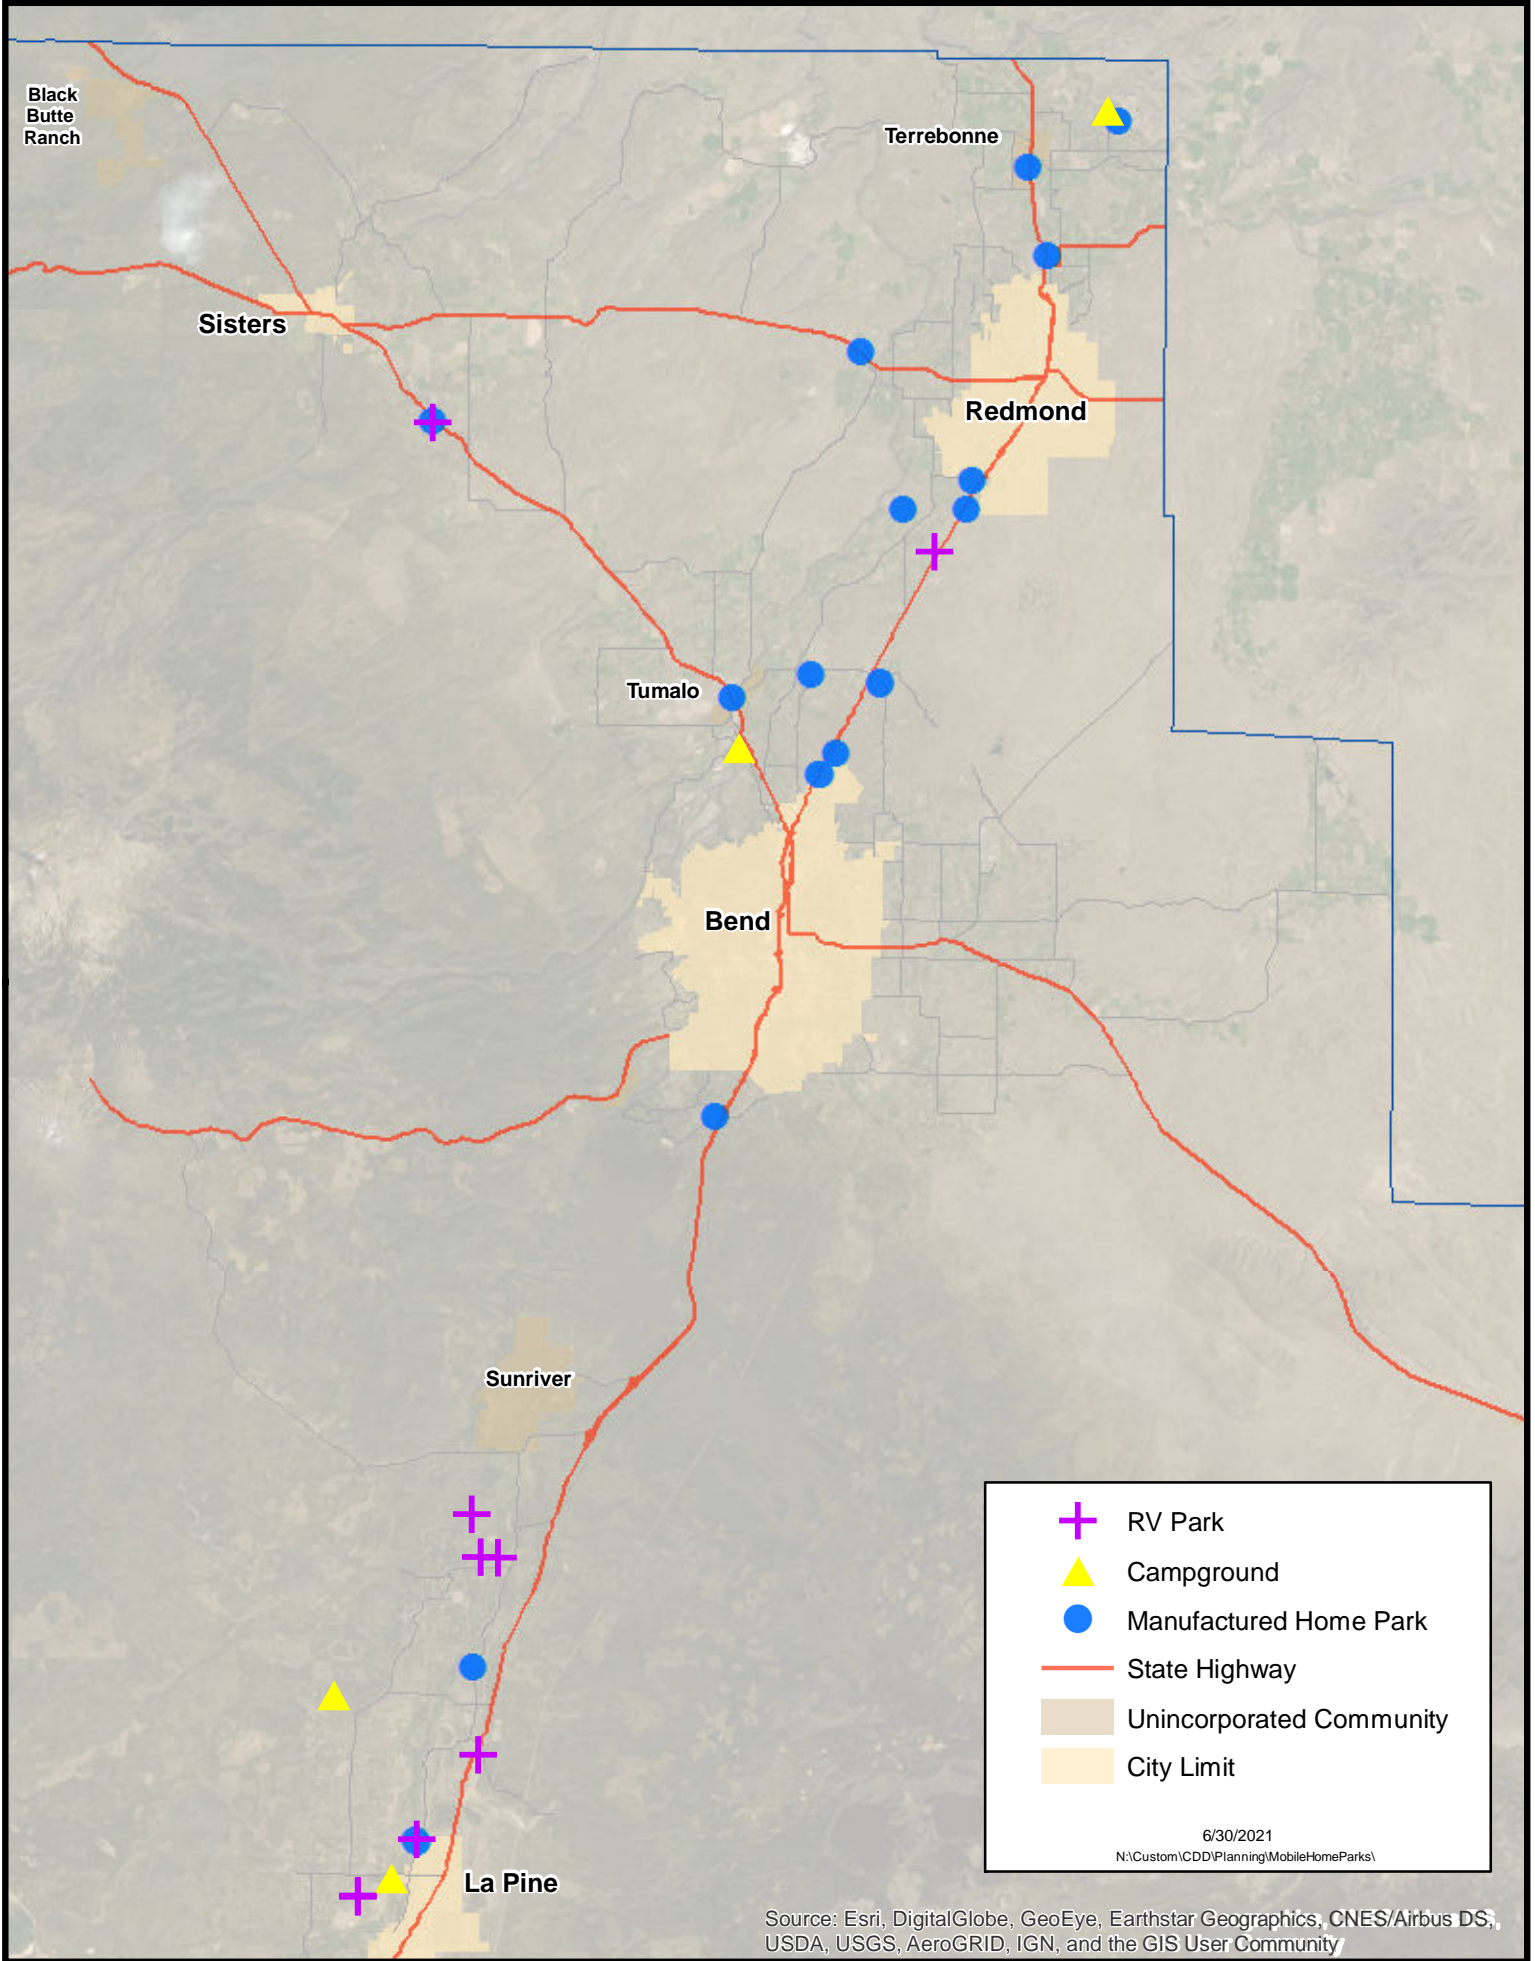 Black
Butte
Ranch
Terrebonne
Sisters
Redmond
Tumalo
Bend
Sunriver
RV Park
Campground
Manufactured Home Park
State Highway
Unincorporated Community
City Limit
6/30/2021
N:\Custom\CDD\Planning\MobileHomeParks\
La Pine
Source: Esri, DigitalGlobe, GeoEye, Earthstar Geographics, CNES/Airbus DS,
USDA, USGS, AeroGRID, IGN, and the GIS User Community